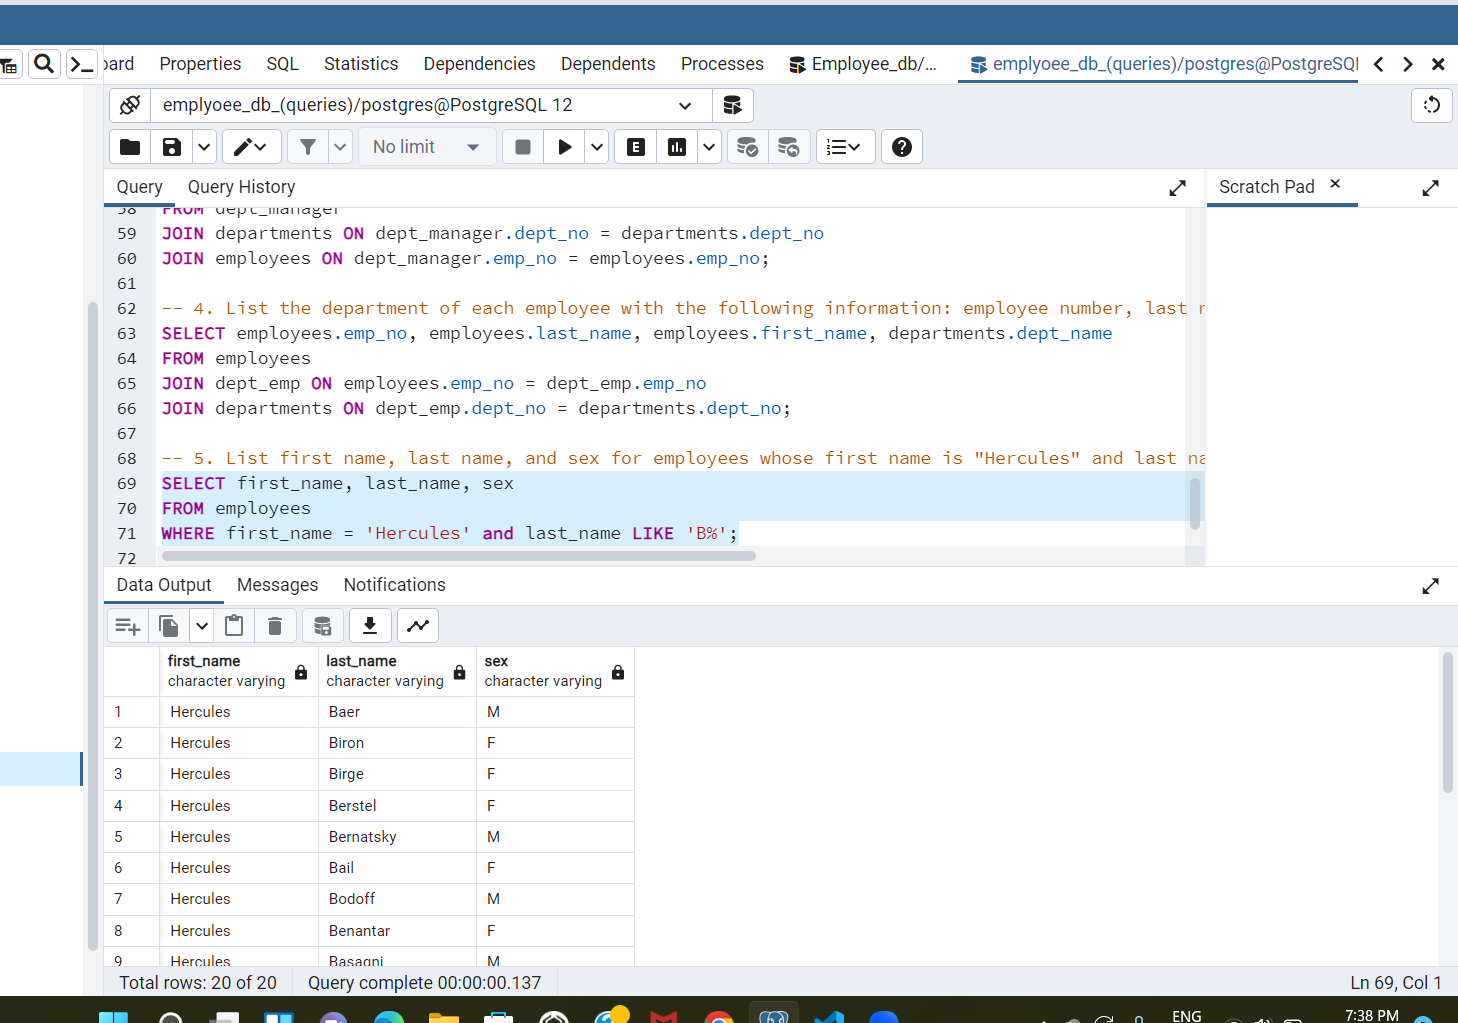 oard Properties SQL Statistics Dependencies Dependents Processes Employee_db/... emplyoee_db_(queries)/postgres@PostgreSQl
emplyoee_db_(queries)/postgres@PostgreSQL 12
No limit E
Query Query History Scratch Pad
58 FROM dept_manager
59 JOIN departments ON dept_manager.dept_no = departments.dept_no
60 JOIN employees ON dept_manager.emp_no = employees.emp_no;
61
62 -- 4. List the department of each employee with the following information: employee number, last n
63 SELECT employees.emp_no, employees.last_name, employees.first_name, departments.dept_name
64 FROM employees
65 JOIN dept_emp ON employees.emp_no = dept_emp.emp_no
66 JOIN departments ON dept_emp.dept_no = departments.dept_no;
67
68 -- 5. List first name, last name, and sex for employees whose first name is "Hercules" and last na
69 SELECT first_name, last_name, sex
70 FROM employees
71 WHERE first_name = 'Hercules' and last_name LIKE 'B%';
72
Data Output Messages Notifications
first_name last_name sex
character varying character varying character varying
1 Hercules Baer M
2 Hercules Biron F
3 Hercules Birge F
4 Hercules Berstel F
5 Hercules Bernatsky M
6 Hercules Bail F
7 Hercules Bodoff M
8 Hercules Benantar F
9 Hercules Basagni M
Total rows: 20 of 20 Query complete 00:00:00.137 Ln 69, Col 1
ENG 7:38 PM